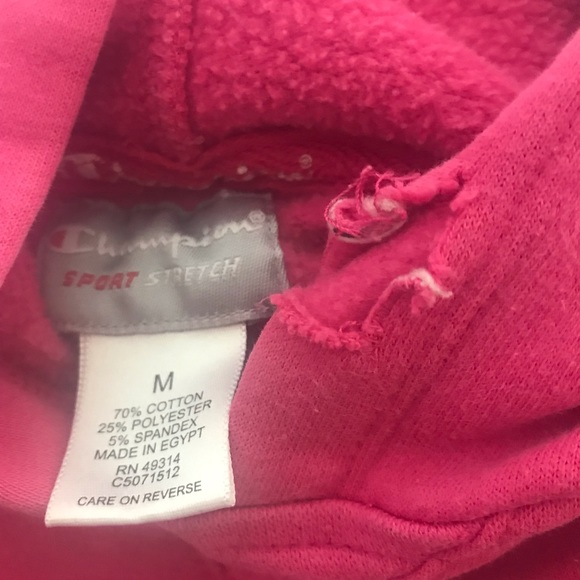 Champion®
SPORT STRETCH
M
70% COTTON
25% POLYESTER
5% SPANDEX
MADE IN EGYPT
RN 49314
C5071512
CARE ON REVERSE